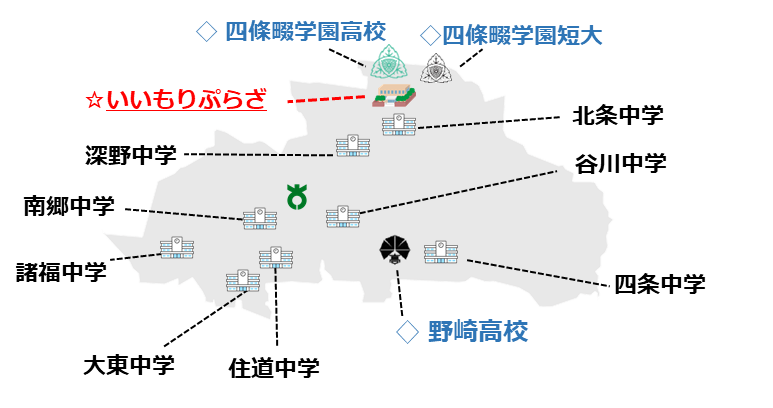 ◇ 四條畷学園高校
◇四條畷学園短大
☆いいもりぷらざ
北条中学
深野中学
谷川中学
南郷中学
諸福中学
四条中学
◇ 野崎高校
大東中学
住道中学